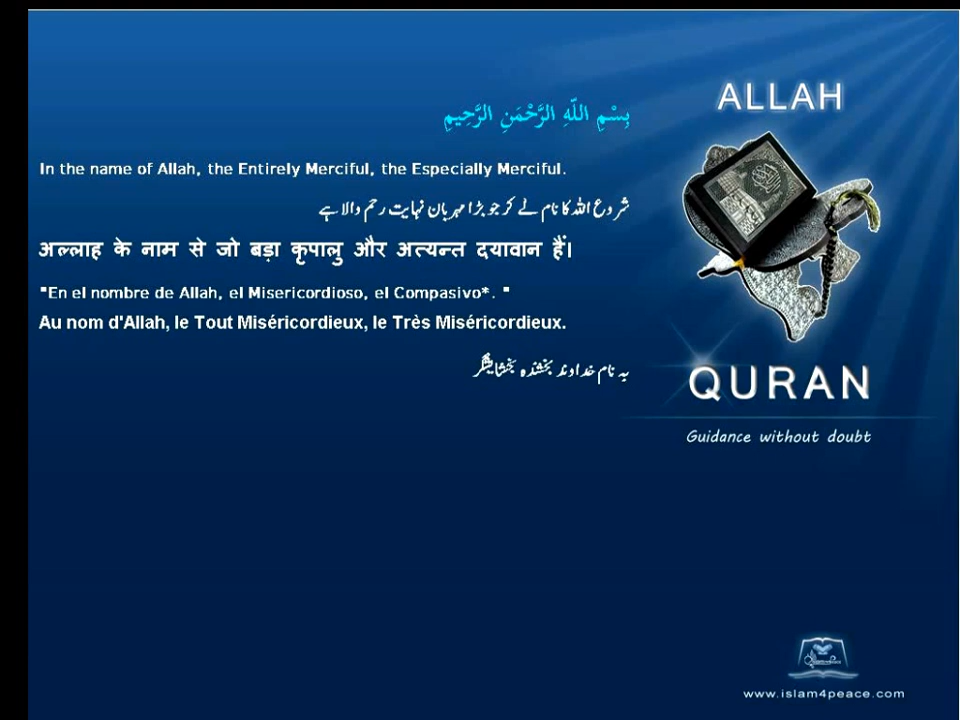 بِسْمِ اللّهِ الرَّحْمَنِ الرَّحِيمِ
In the name of Allah, the Entirely Merciful, the Especially Merciful.
شروع الله کا نام لے کر جو بڑا مہربان نہایت رحم والا ہے
अल्लाह के नाम से जो बड़ा कृपालु और अत्यन्त दयावान हैं।
"En el nombre de Allah, el Misericordioso, el Compasivo*. "
Au nom d'Allah, le Tout Miséricordieux, le Très Miséricordieux.
به نام خداوند بخشنده بخشایشگر
ALLAH
QURAN
Guidance without doubt
www.islam4peace.com